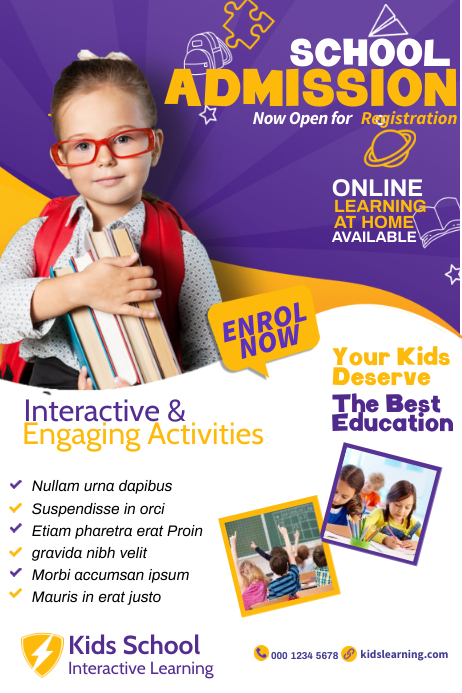 SCHOOL
ADMISSION
Now Open for Registration
ONLINE
LEARNING
AT HOME
AVAILABLE
ENROL
NOW
Your Kids
Deserve
The Best
Education
Interactive &
Engaging Activities
Nullam urna dapibus
Suspendisse in orci
Etiam pharetra erat Proin
gravida nibh velit
Morbi accumsan ipsum
Mauris in erat justo
Kids School
Interactive Learning
000 1234 5678
kidslearning.com